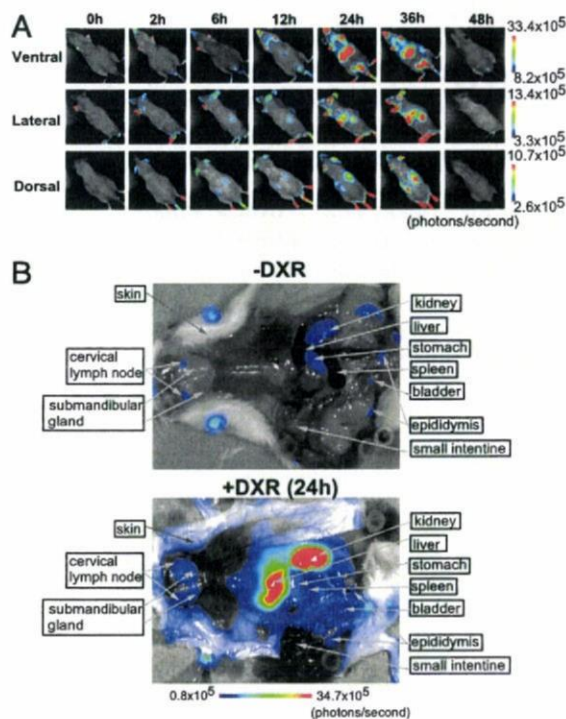 A
0h 2h 6h 12h 24h 36h 48h
33.4x10⁵
Ventral
8.2x10⁵
13.4x10⁵
Lateral
3.3x10⁵
10.7x10⁵
Dorsal
2.6x10⁵
(photons/second)
B
-DXR
skin
cervical
lymph node
submandibular
gland
kidney
liver
stomach
spleen
bladder
epididymis
small intentine
+DXR (24h)
skin
cervical
lymph node
submandibular
gland
kidney
liver
stomach
spleen
bladder
epididymis
small intentine
0.8x10⁵ 34.7x10⁵
(photons/second)